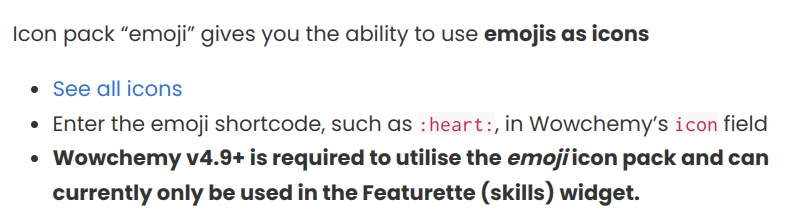 Icon pack “emoji” gives you the ability to use emojis as icons
• See all icons
• Enter the emoji shortcode, such as :heart:, in Wowchemy’s icon field
• Wowchemy v4.9+ is required to utilise the emoji icon pack and can
currently only be used in the Featurette (skills) widget.